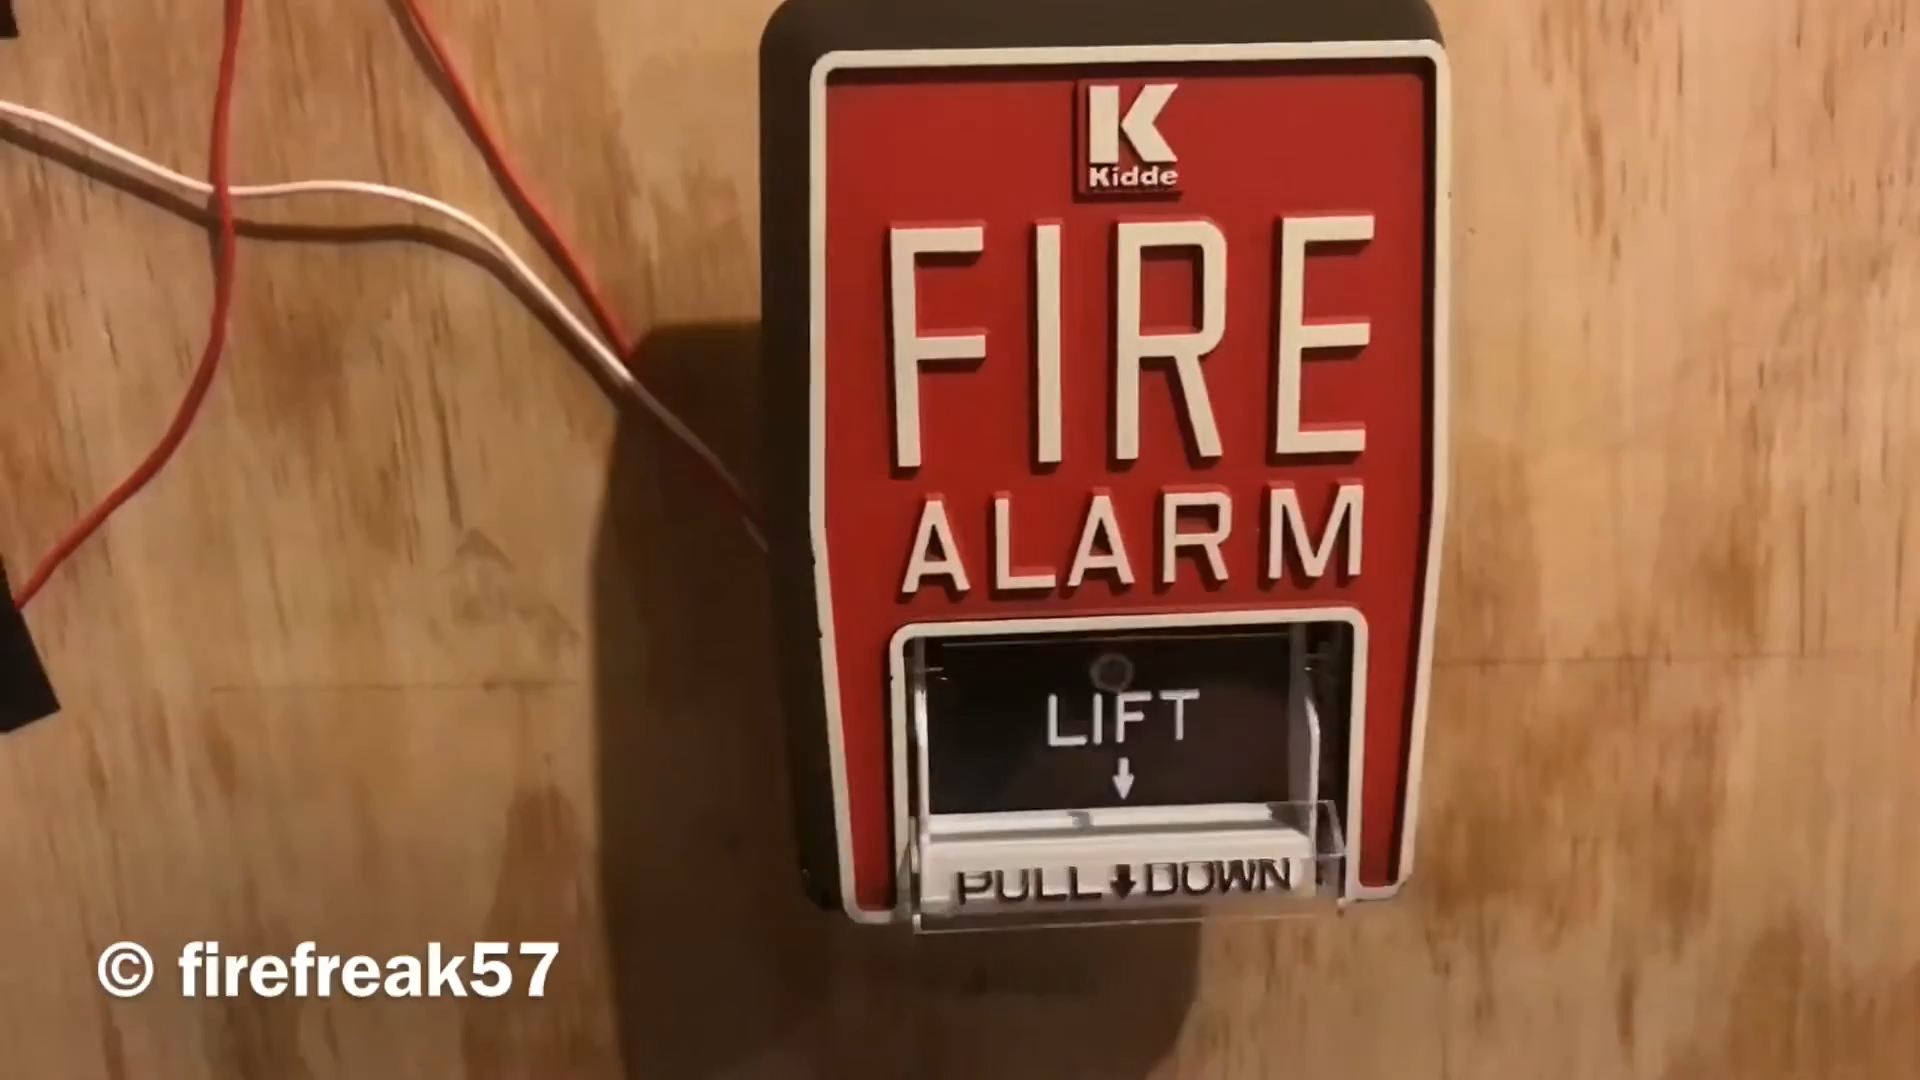 K
Kidde
FIRE
ALARM
LIFT
↓
PULL↓DOWN
© firefreak57